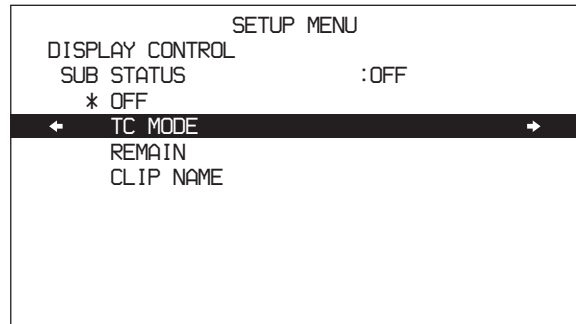 SETUP MENU
DISPLAY CONTROL
SUB STATUS :OFF
* OFF
TC MODE
REMAIN
CLIP NAME